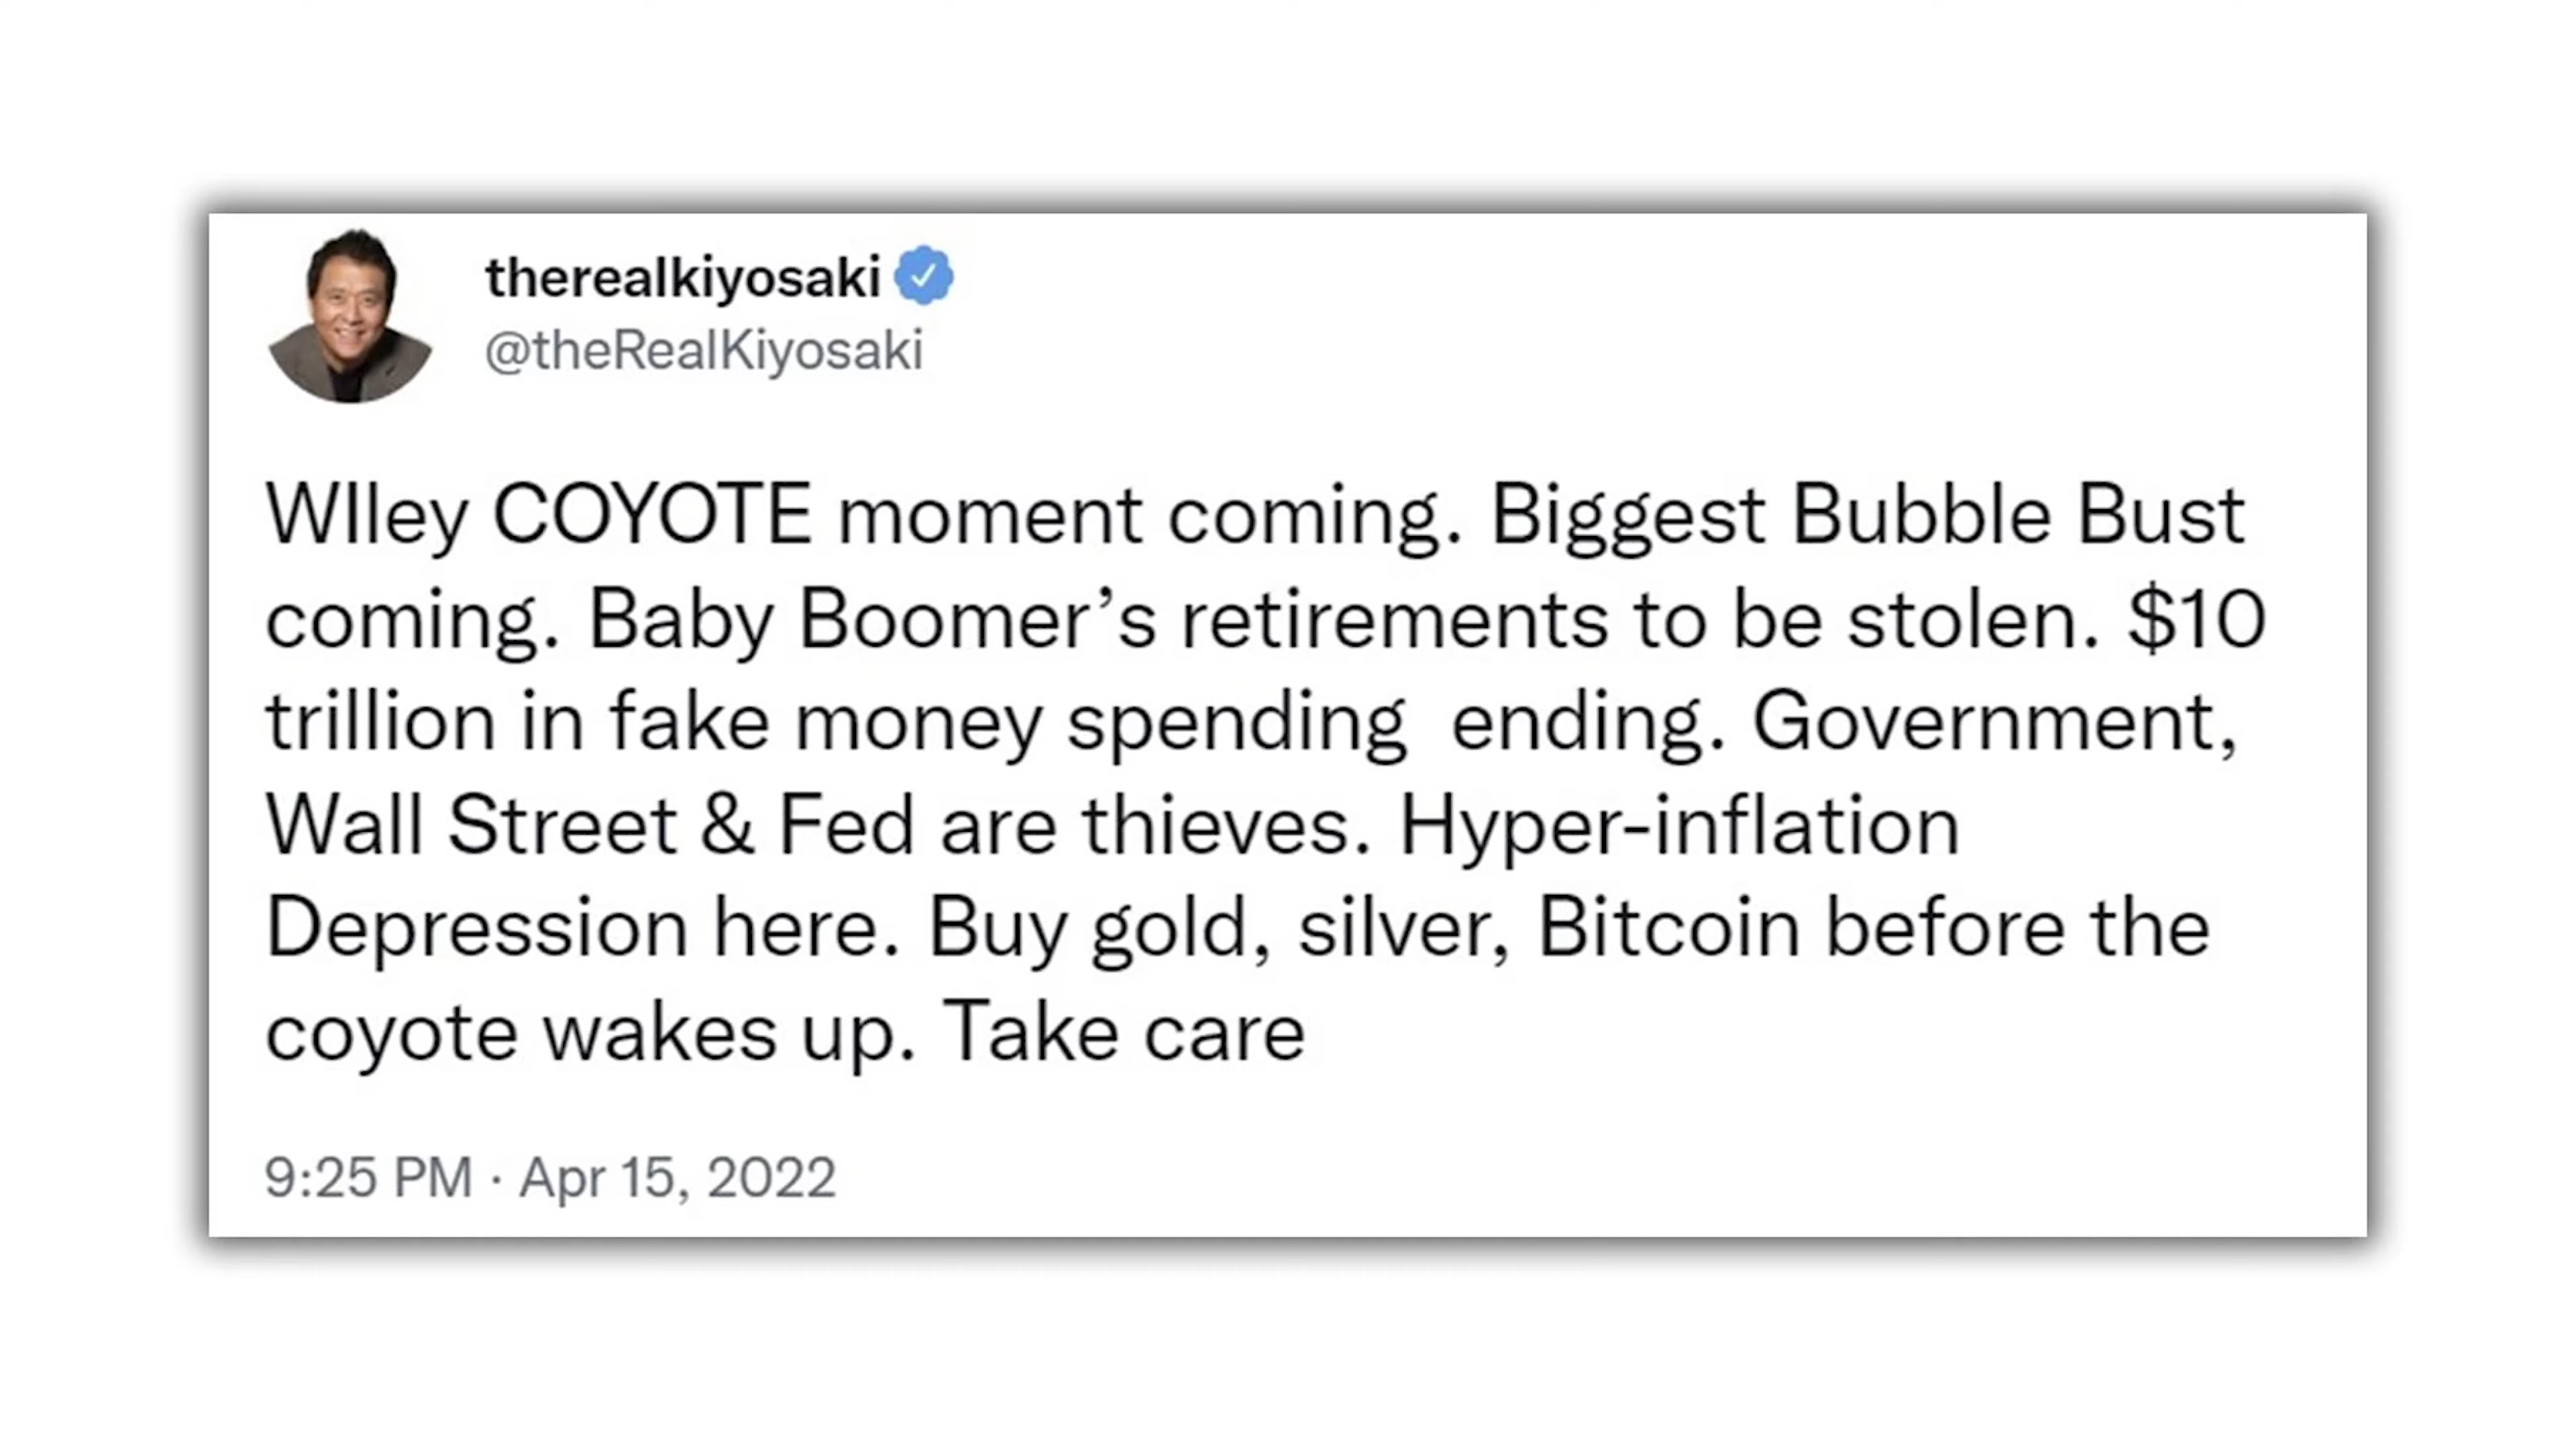 therealkiyosaki
@theRealKiyosaki
WIley COYOTE moment coming. Biggest Bubble Bust
coming. Baby Boomer’s retirements to be stolen. $10
trillion in fake money spending  ending. Government,
Wall Street & Fed are thieves. Hyper-inflation
Depression here. Buy gold, silver, Bitcoin before the
coyote wakes up. Take care
9:25 PM · Apr 15, 2022